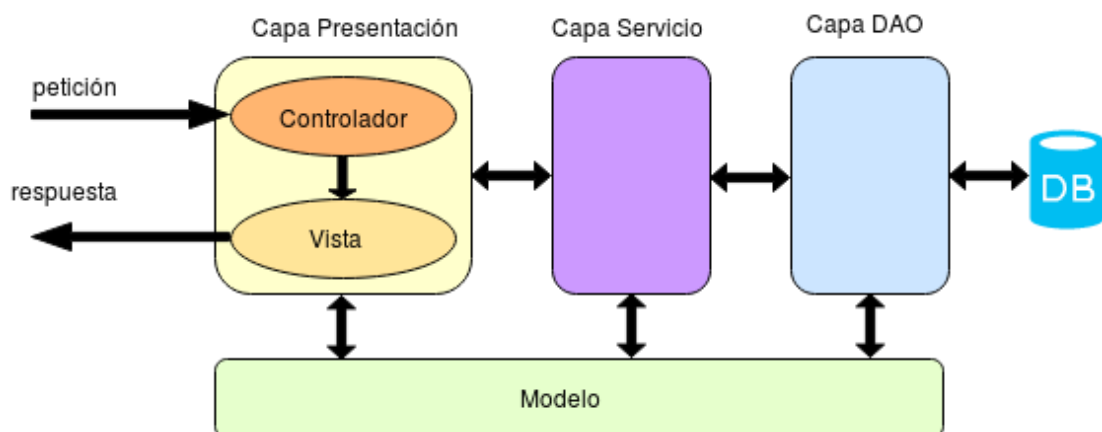 Capa Presentación
Capa Servicio
Capa DAO
petición
Controlador
respuesta
Vista
DB
Modelo